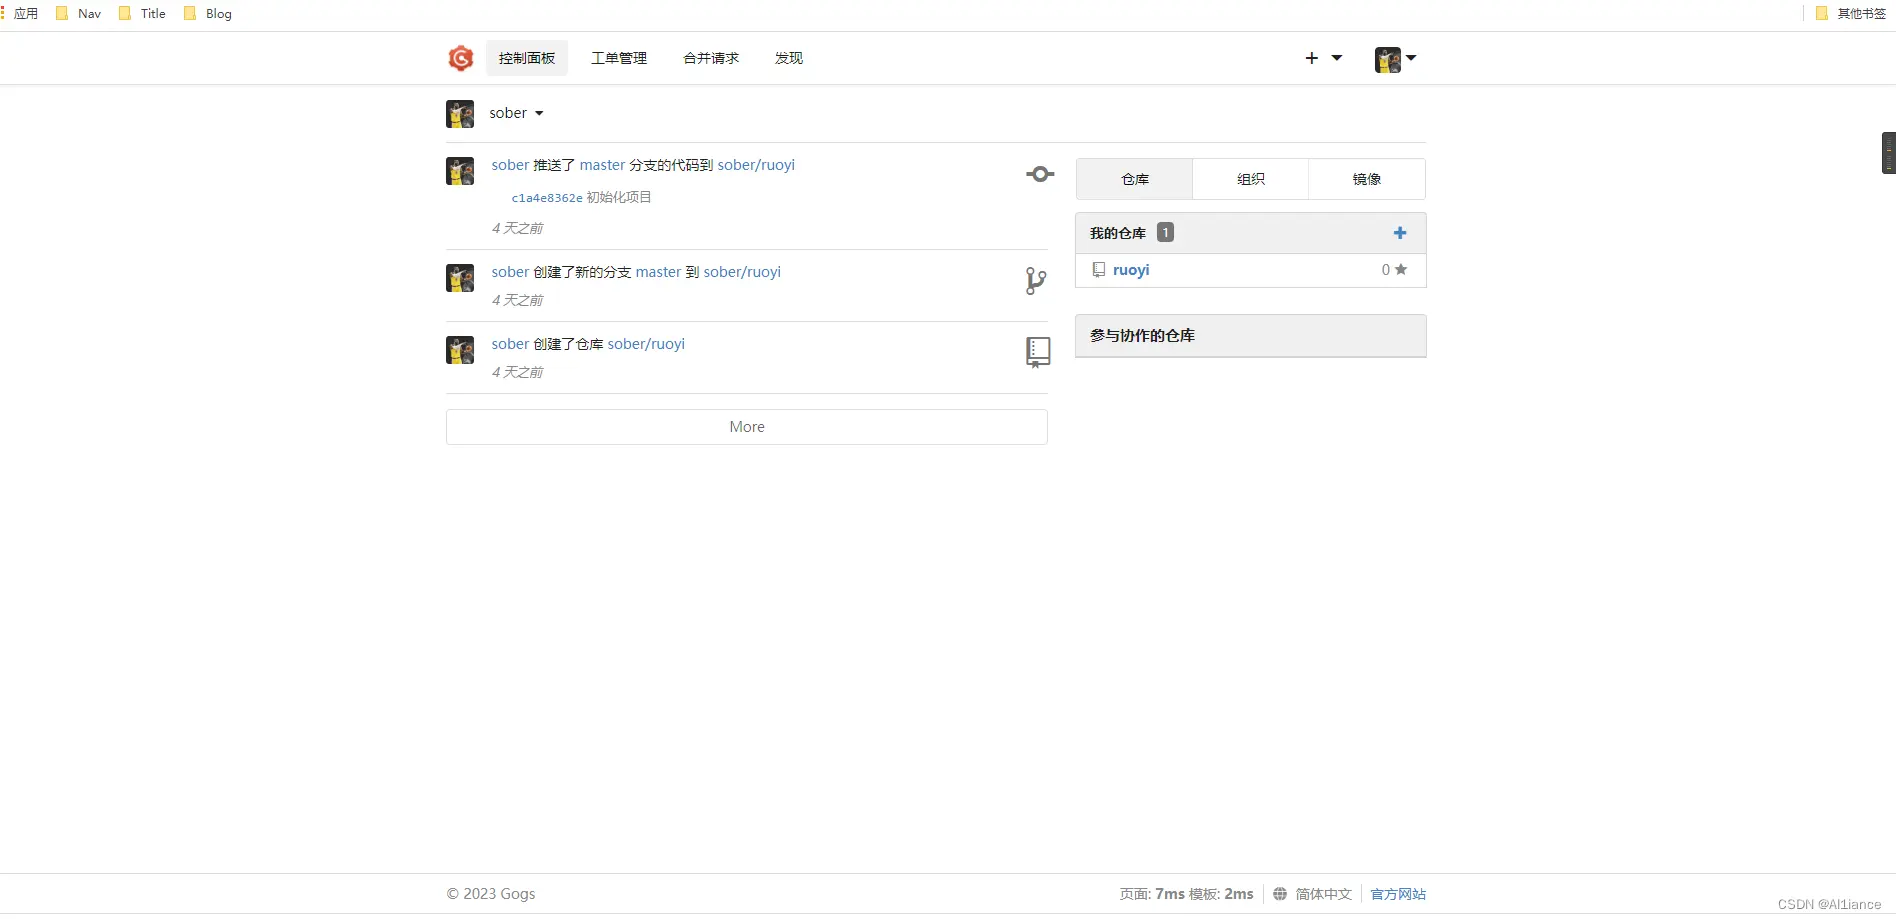 应用 Nav Title Blog 其他书签
控制面板 工单管理 合并请求 发现
sober
sober 推送了 master 分支的代码到 sober/ruoyi
c1a4e8362e 初始化项目
4 天之前
sober 创建了新的分支 master 到 sober/ruoyi
4 天之前
sober 创建了仓库 sober/ruoyi
4 天之前
More
仓库 组织 镜像
我的仓库 1
ruoyi 0
参与协作的仓库
© 2023 Gogs
页面: 7ms 模板: 2ms 简体中文 官方网站
CSDN @Al1iance